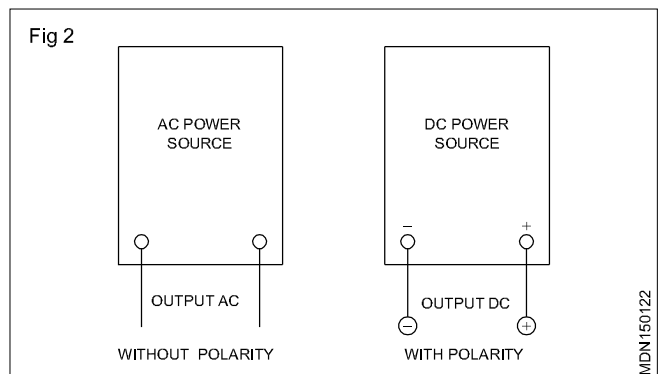 Fig 2
AC POWER
SOURCE
OUTPUT AC
WITHOUT POLARITY
DC POWER
SOURCE
- +
OUTPUT DC
- +
WITH POLARITY
MDN150122